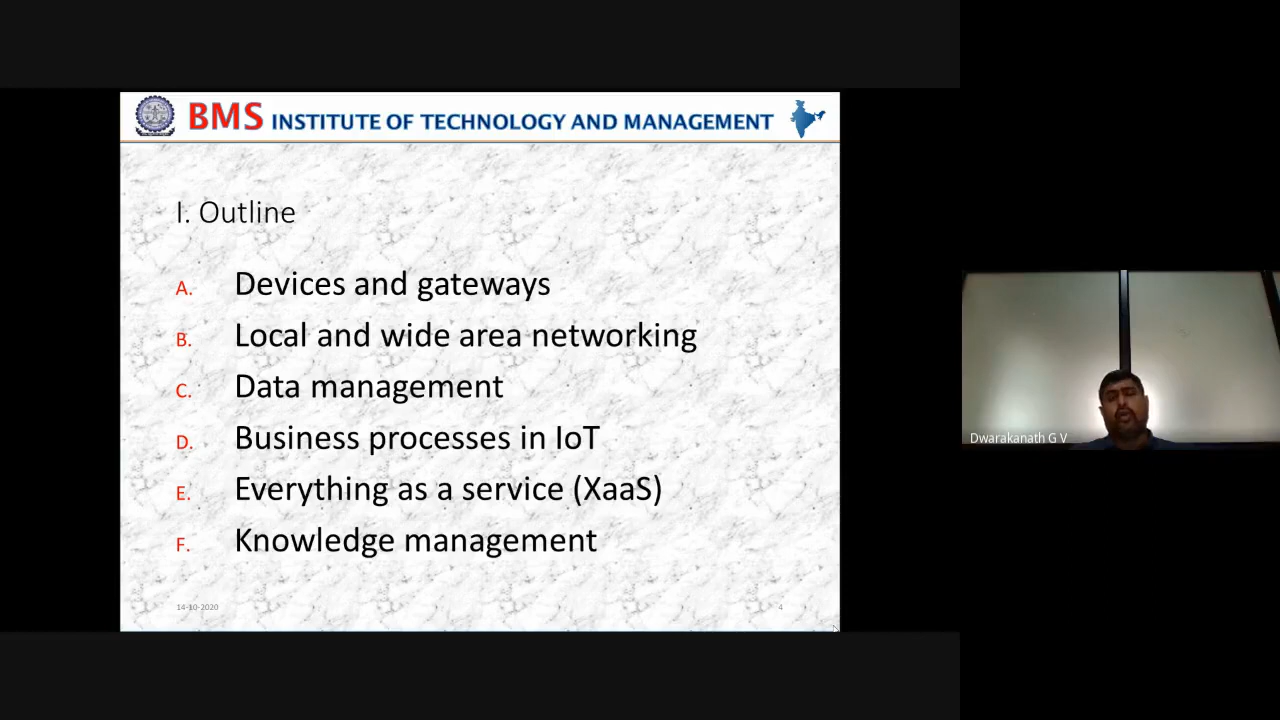 BMS INSTITUTE OF TECHNOLOGY AND MANAGEMENT
I. Outline
A. Devices and gateways
B. Local and wide area networking
C. Data management
D. Business processes in IoT
E. Everything as a service (XaaS)
F. Knowledge management
14-10-2020 4
Dwarakanath G V